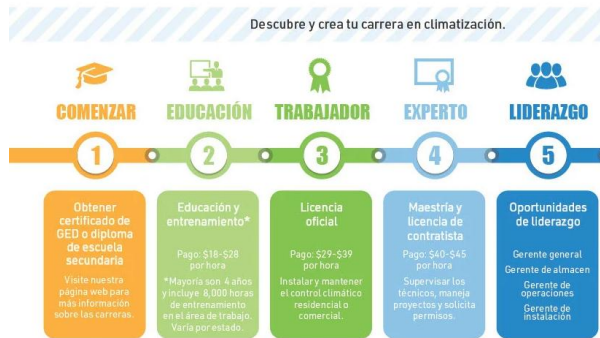 Descubre y crea tu carrera en climatización.
COMENZAR
EDUCACIÓN
TRABAJADOR
EXPERTO
LIDERAZGO
1
2
3
4
5
Obtener
certificado de
GED o diploma
de escuela
secundaria
Visite nuestra
página web para
más información
sobre las carreras.
Educación y
entrenamiento*
Pago: $18-$28
por hora
*Mayoría son 4 años
y incluye 8,000 horas
de entrenamiento
en el área de trabajo.
Varía por estado.
Licencia
oficial
Pago: $29-$39
por hora
Instalar y mantener
el control climático
residencial o
comercial.
Maestría y
licencia de
contratista
Pago: $40-$45
por hora
Supervisar los
técnicos, maneja
proyectos y solicita
permisos.
Oportunidades
de liderazgo
Gerente general
Gerente de almacen
Gerente de
operaciones
Gerente de
instalación